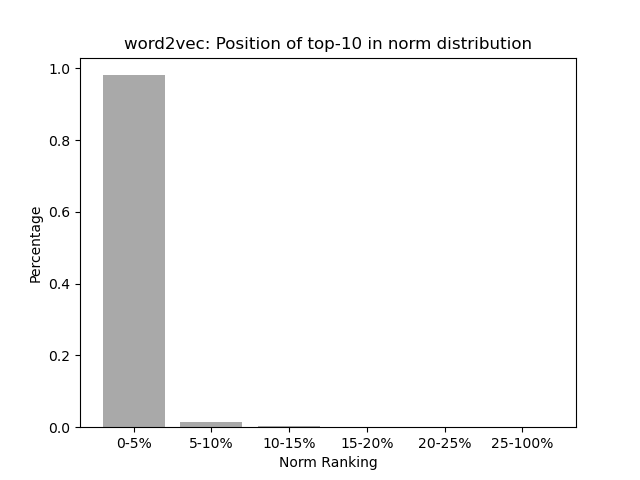 word2vec: Position of top-10 in norm distribution
1.0
0.8
0.6
0.4
0.2
0.0
Percentage
0-5% 5-10% 10-15% 15-20% 20-25% 25-100%
Norm Ranking